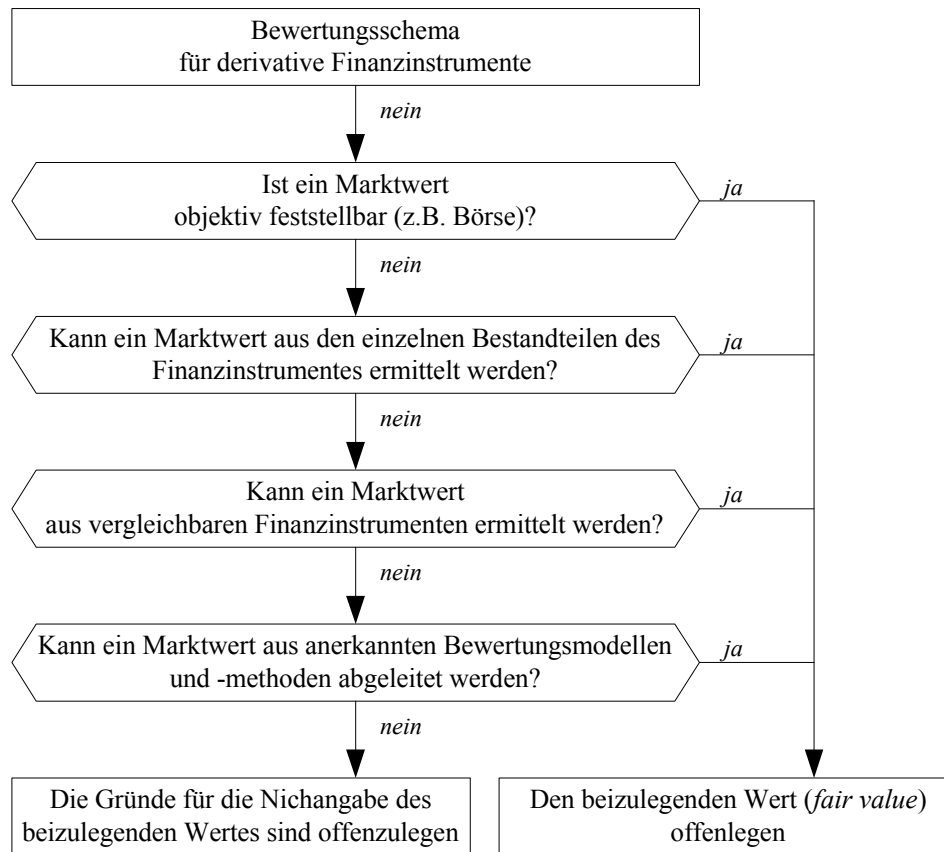 Bewertungsschema
für derivative Finanzinstrumente
nein
Ist ein Marktwert
objektiv feststellbar (z.B. Börse)?
ja
nein
Kann ein Marktwert aus den einzelnen Bestandteilen des
Finanzinstrumentes ermittelt werden?
ja
nein
Kann ein Marktwert
aus vergleichbaren Finanzinstrumenten ermittelt werden?
ja
nein
Kann ein Marktwert aus anerkannten Bewertungsmodellen
und -methoden abgeleitet werden?
ja
nein
Die Gründe für die Nichangabe des
beizulegenden Wertes sind offenzulegen
Den beizulegenden Wert (fair value)
offenlegen